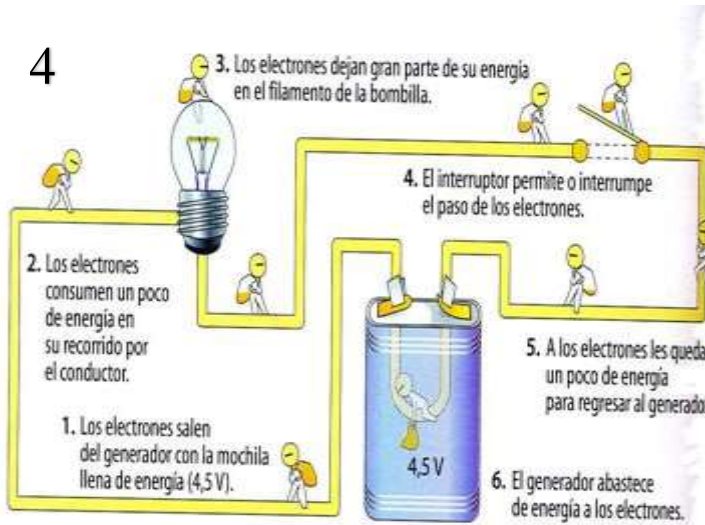 4
3. Los electrones dejan gran parte de su energía
en el filamento de la bombilla.
4. El interruptor permite o interrumpe
el paso de los electrones.
2. Los electrones
consumen un poco
de energía en
su recorrido por
el conductor.
5. A los electrones les queda
un poco de energía
para regresar al generador
1. Los electrones salen
del generador con la mochila
llena de energía (4,5 V).
4,5 V
6. El generador abastece
de energía a los electrones.